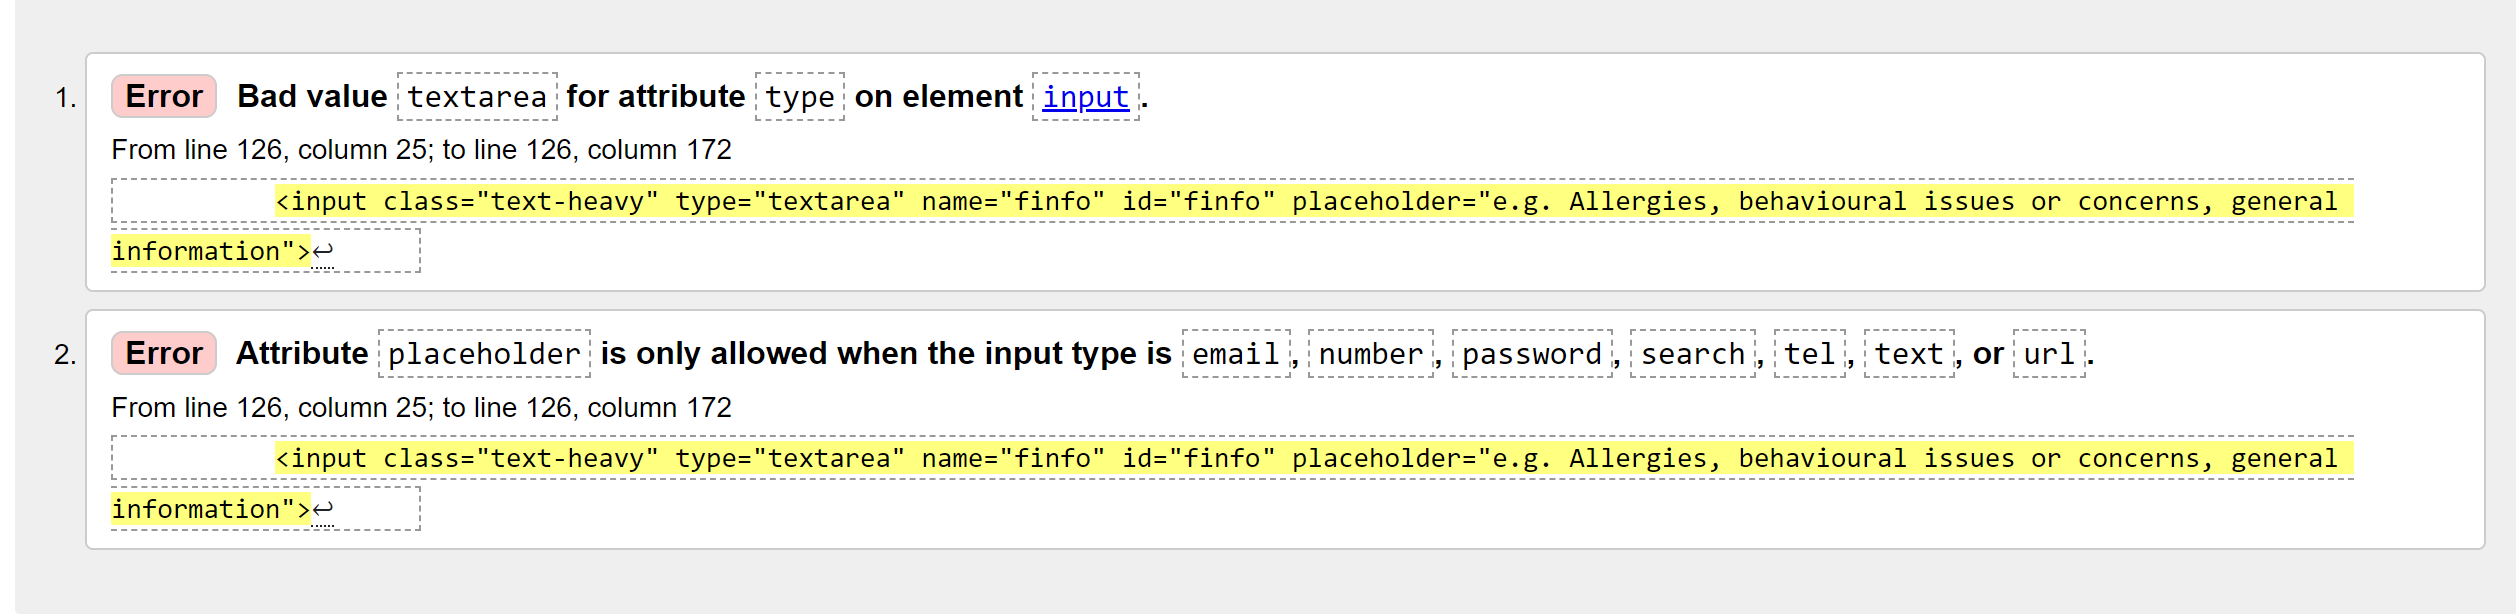 1. Error Bad value textarea for attribute type on element input.
From line 126, column 25; to line 126, column 172
<input class="text-heavy" type="textarea" name="finfo" id="finfo" placeholder="e.g. Allergies, behavioural issues or concerns, general
information">↩
2. Error Attribute placeholder is only allowed when the input type is email, number, password, search, tel, text, or url.
From line 126, column 25; to line 126, column 172
<input class="text-heavy" type="textarea" name="finfo" id="finfo" placeholder="e.g. Allergies, behavioural issues or concerns, general
information">↩